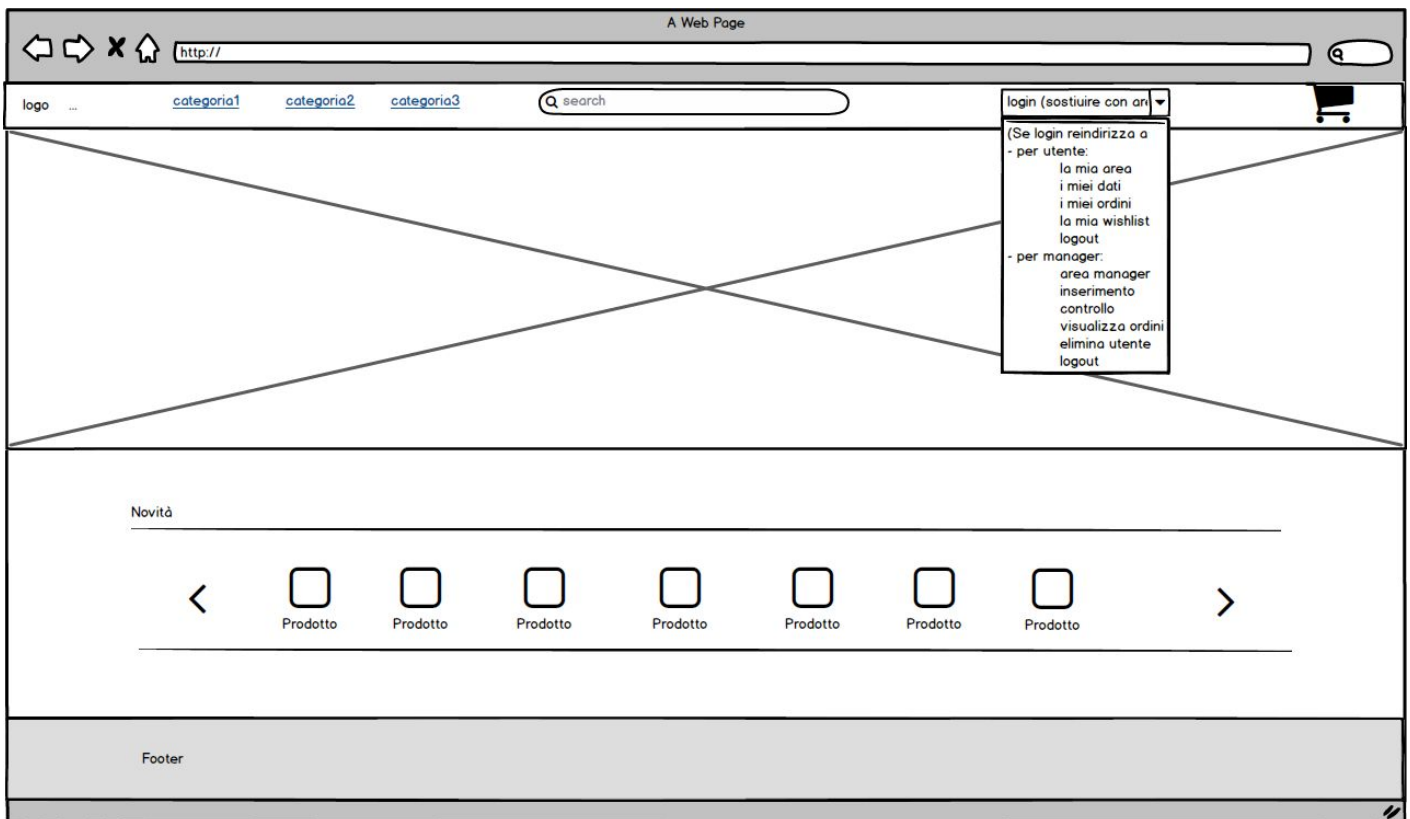 A Web Page
http://
logo ... categoria1 categoria2 categoria3 search login (sostiuire con are
(Se login reindirizza a
- per utente:
la mia area
i miei dati
i miei ordini
la mia wishlist
logout
- per manager:
area manager
inserimento
controllo
visualizza ordini
elimina utente
logout
Novità
Prodotto Prodotto Prodotto Prodotto Prodotto Prodotto Prodotto
Footer